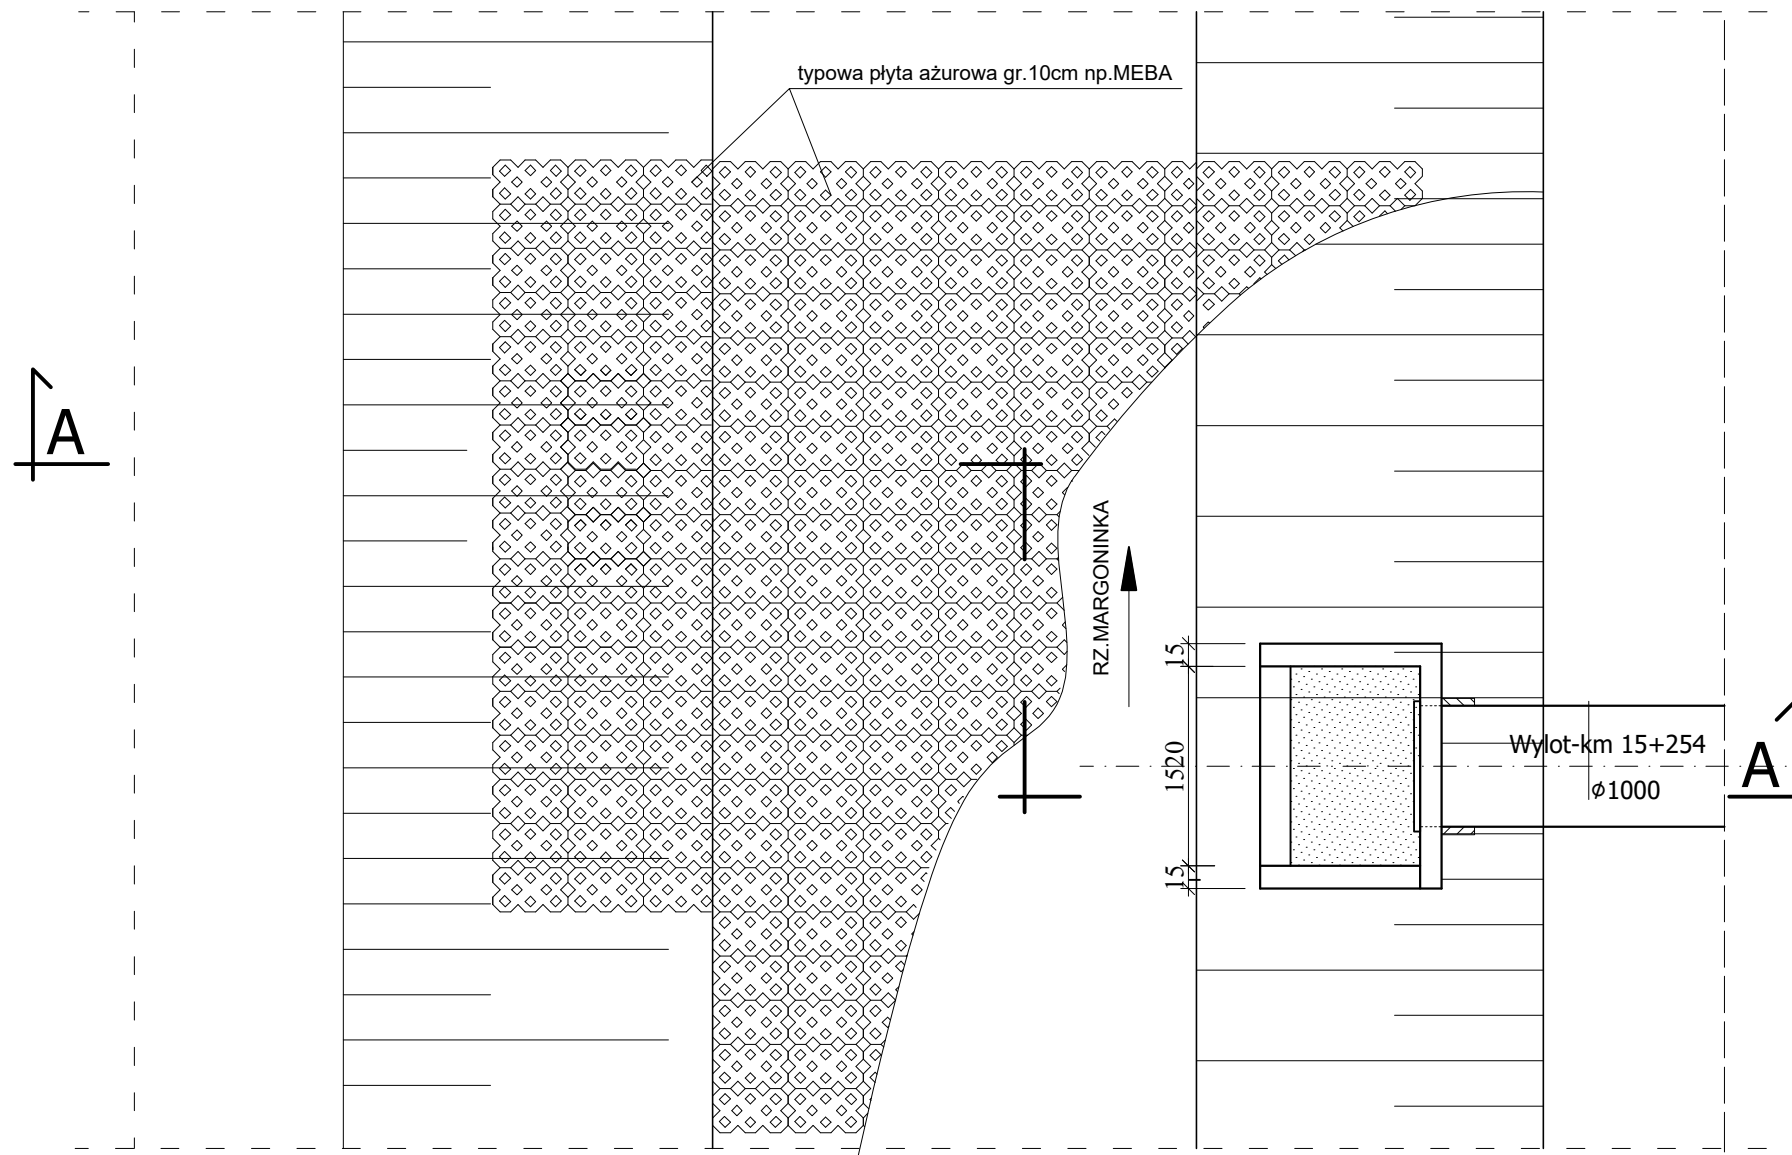 typowa płyta ażurowa gr.10cm np.MEBA
A
RZ.MARGONINKA
15
1520
15
Wylot-km 15+254
ϕ1000
A